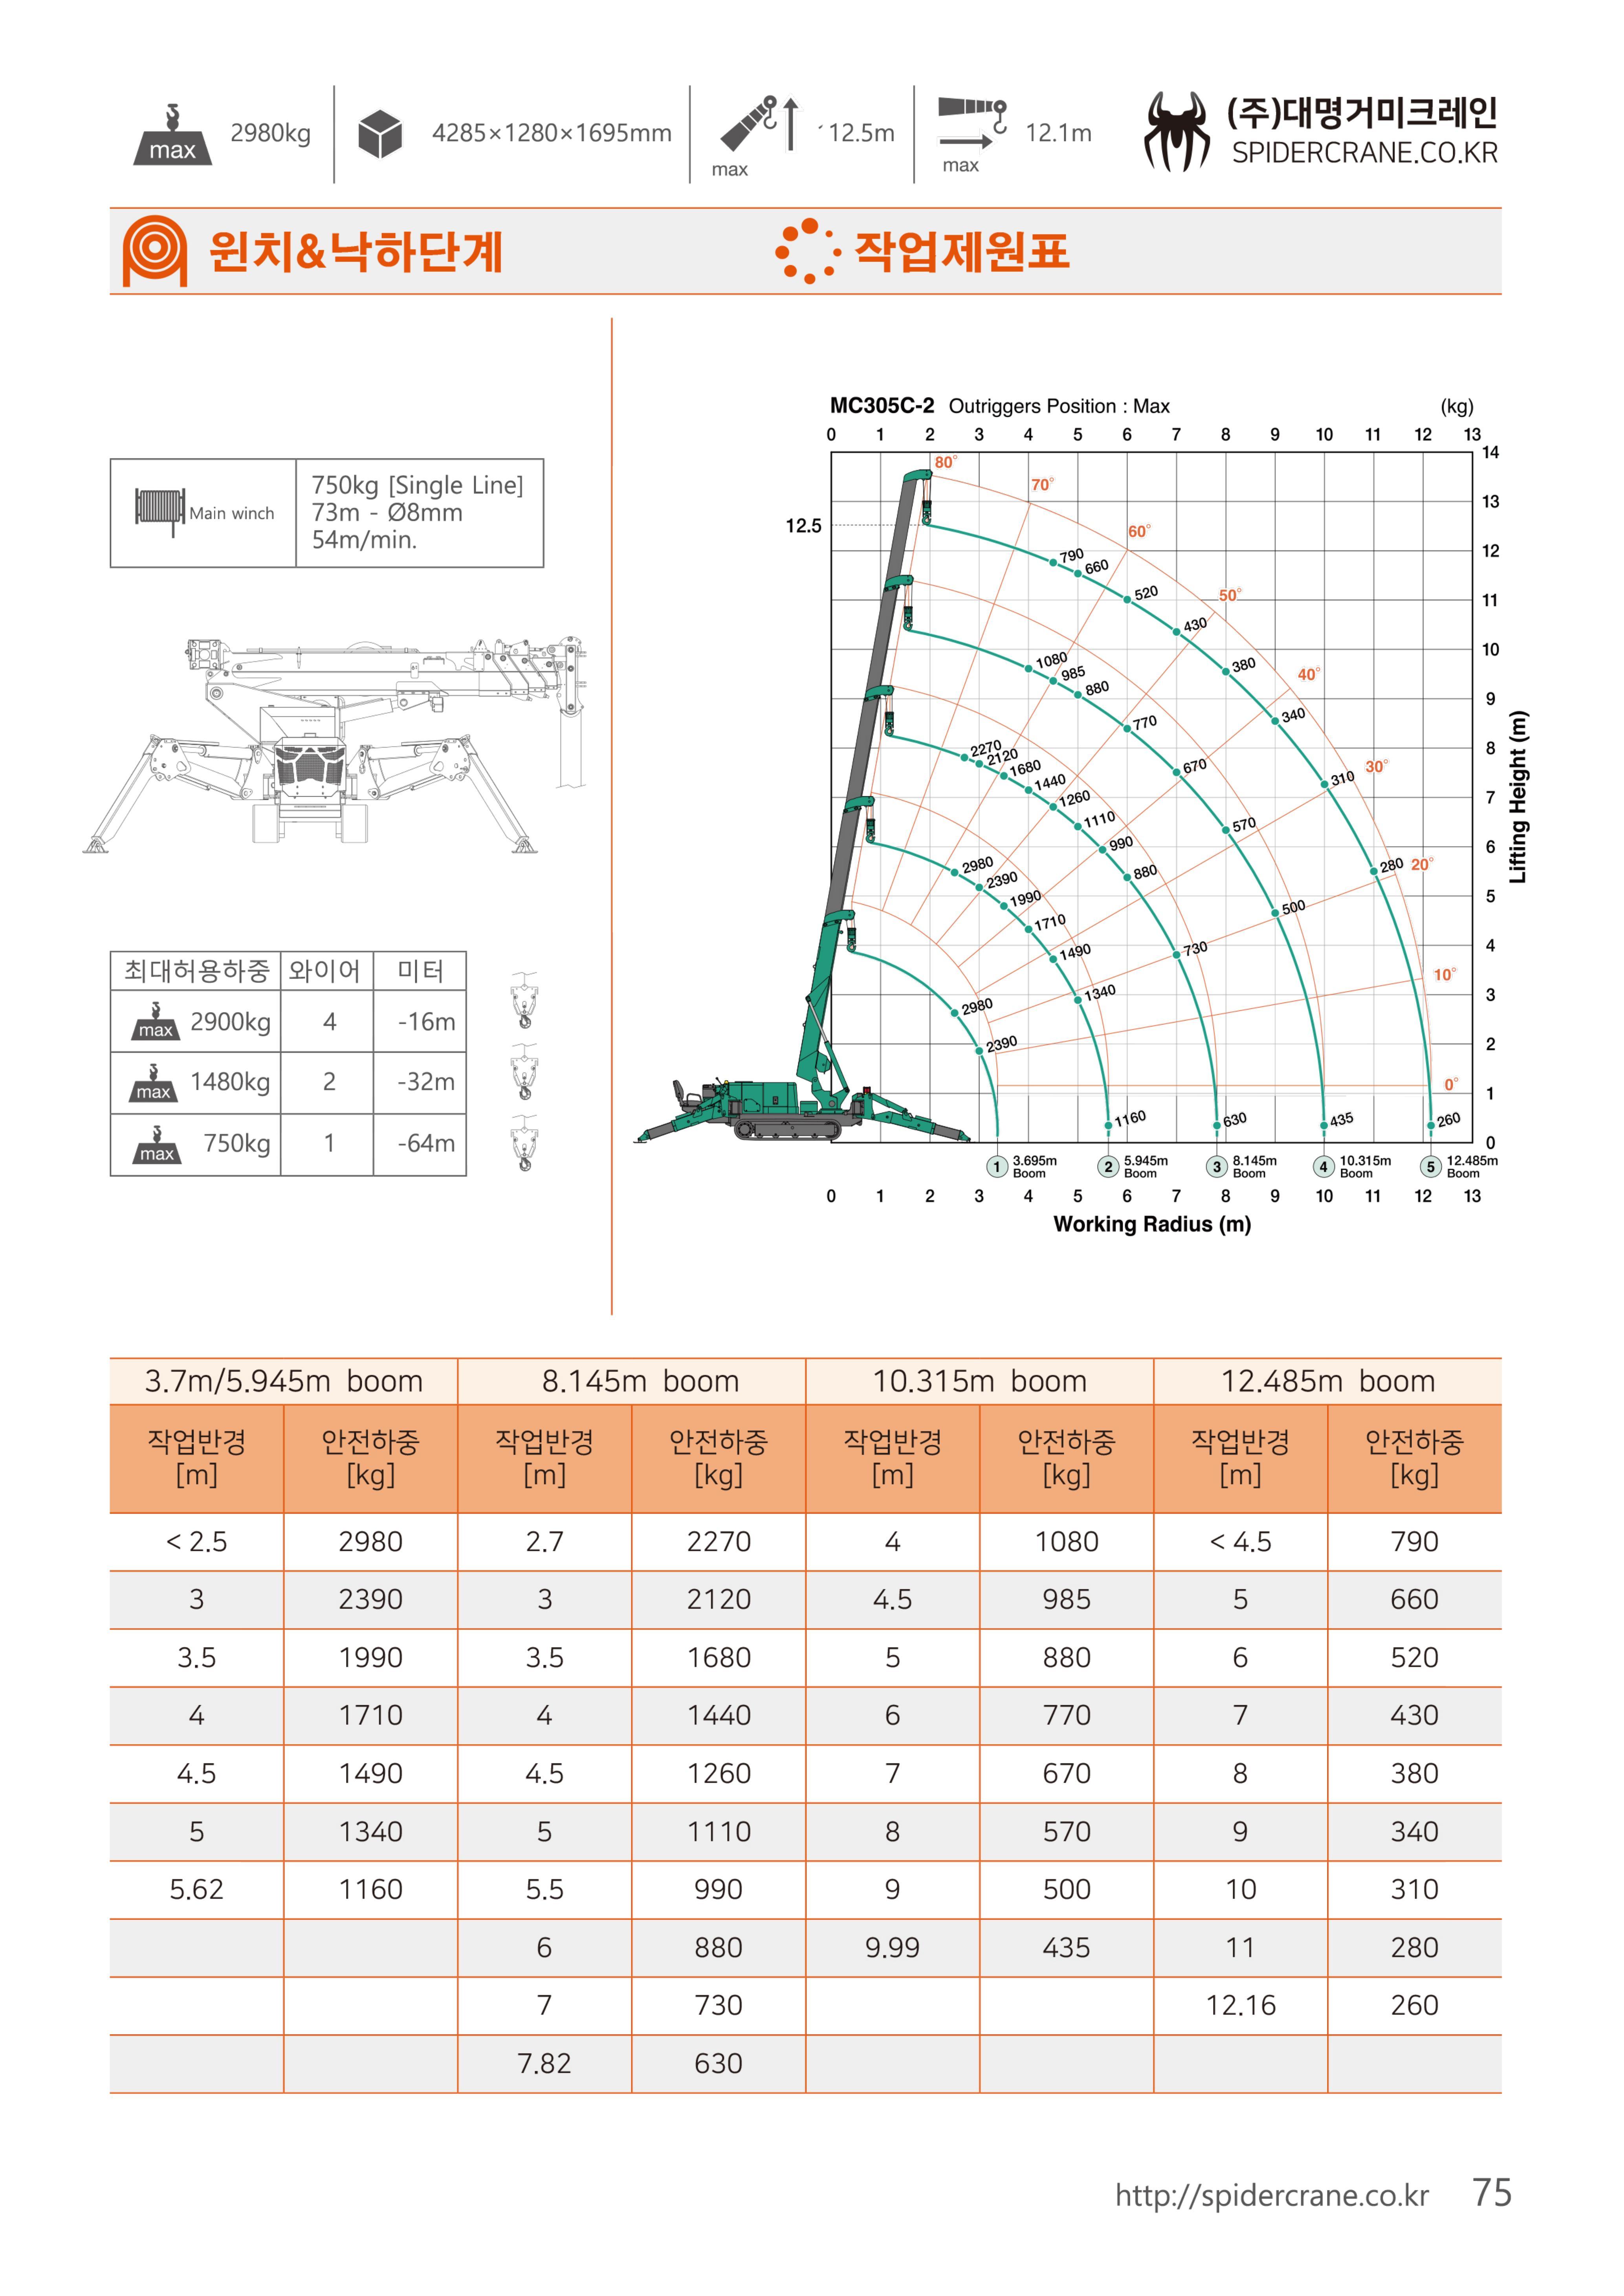 max
2980kg
4285×1280×1695mm
max
12.5m
max
12.1m
(주)대명거미크레인
SPIDERCRANE.CO.KR
윈치&낙하단계
작업제원표
Main winch
750kg [Single Line]
73m - Ø8mm
54m/min.
최대허용하중 와이어 미터
max 2900kg 4 -16m
max 1480kg 2 -32m
max 750kg 1 -64m
MC305C-2 Outriggers Position : Max (kg)
0 1 2 3 4 5 6 7 8 9 10 11 12 13
14
13
12
11
10
9
8
7
6
5
4
3
2
1
0
Lifting Height (m)
12.5
80°
70°
60°
50°
40°
30°
20°
10°
0°
790
660
520
430
380
340
310
280
260
1080
985
880
770
670
570
500
435
2270
2120
1680
1440
1260
1110
990
880
730
630
2980
2390
1990
1710
1490
1340
1160
2980
2390
1 3.695m Boom
2 5.945m Boom
3 8.145m Boom
4 10.315m Boom
5 12.485m Boom
0 1 2 3 4 5 6 7 8 9 10 11 12 13
Working Radius (m)
3.7m/5.945m boom 8.145m boom 10.315m boom 12.485m boom
작업반경 안전하중 작업반경 안전하중 작업반경 안전하중 작업반경 안전하중
[m] [kg] [m] [kg] [m] [kg] [m] [kg]
< 2.5 2980 2.7 2270 4 1080 < 4.5 790
3 2390 3 2120 4.5 985 5 660
3.5 1990 3.5 1680 5 880 6 520
4 1710 4 1440 6 770 7 430
4.5 1490 4.5 1260 7 670 8 380
5 1340 5 1110 8 570 9 340
5.62 1160 5.5 990 9 500 10 310
6 880 9.99 435 11 280
7 730 12.16 260
7.82 630
http://spidercrane.co.kr 75